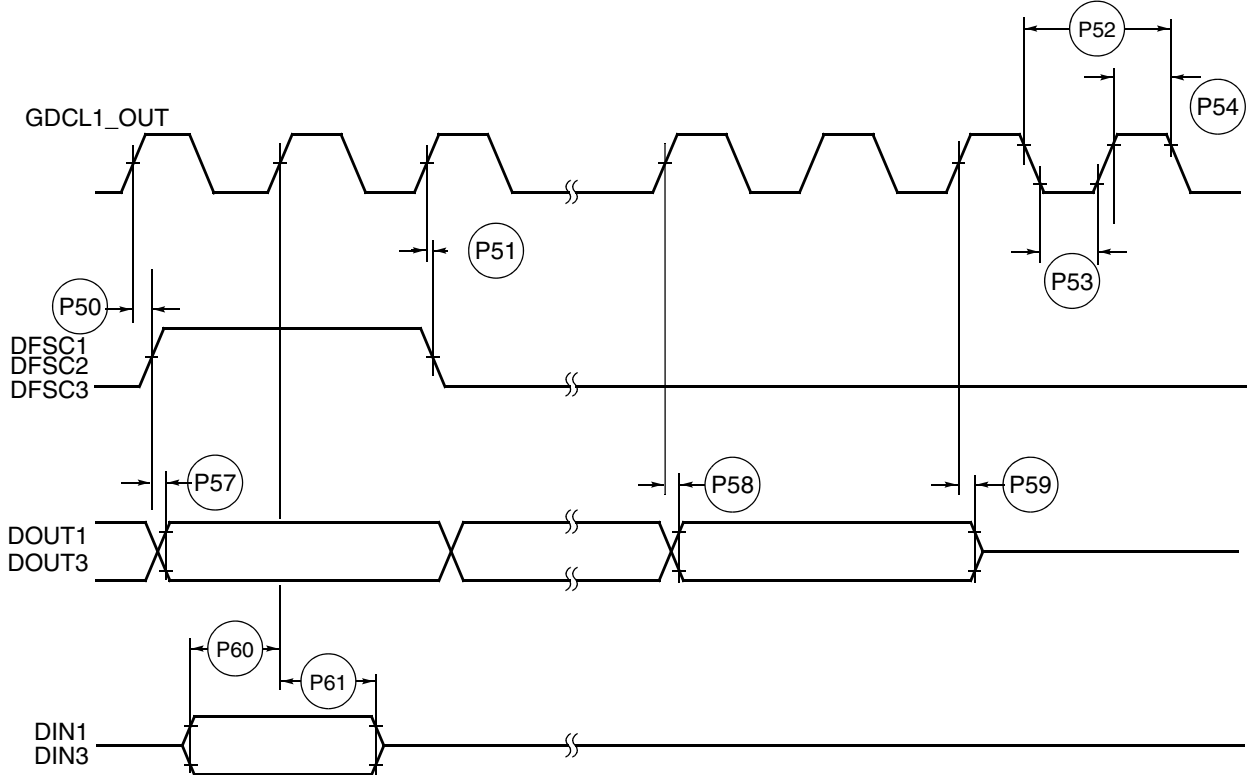 P52
P54
GDCL1_OUT
P51
P53
P50
DFSC1
DFSC2
DFSC3
P57
P58
P59
DOUT1
DOUT3
P60
P61
DIN1
DIN3